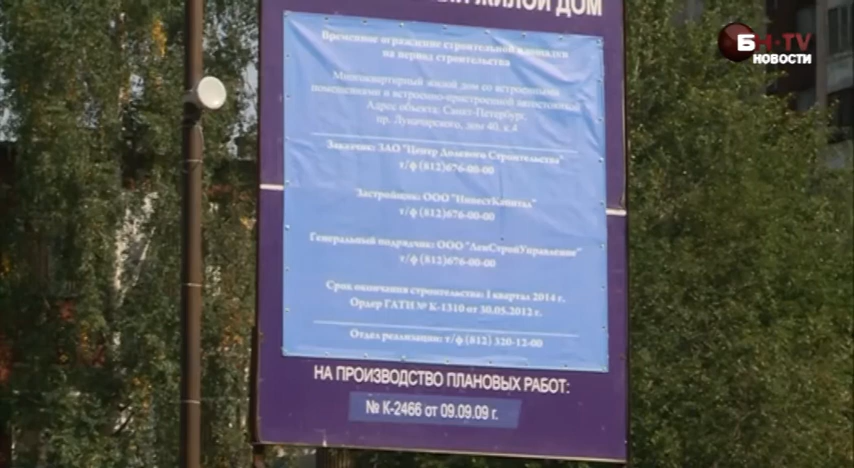 ЖИЛОЙ ДОМ
БН·TV
НОВОСТИ
Временное ограждение строительной площадки
на период строительства
Многоквартирный жилой дом со встроенными
помещениями и встроенно-пристроенной автостоянкой
Адрес объекта: Санкт-Петербург,
пр. Луначарского, дом 40, к.4
Заказчик: ЗАО "Центр Долевого Строительства"
т/ф (812)676-00-00
Застройщик: ООО "ИнвестКапитал"
т/ф (812)676-00-00
Генеральный подрядчик: ООО "ЛенСтройУправление"
т/ф (812)676-00-00
Срок окончания строительства: I квартал 2014 г.
Ордер ГАТИ № К-1310 от 30.05.2012 г.
Отдел реализации: т/ф (812) 320-12-00
НА ПРОИЗВОДСТВО ПЛАНОВЫХ РАБОТ:
№ К-2466 от 09.09.09 г.